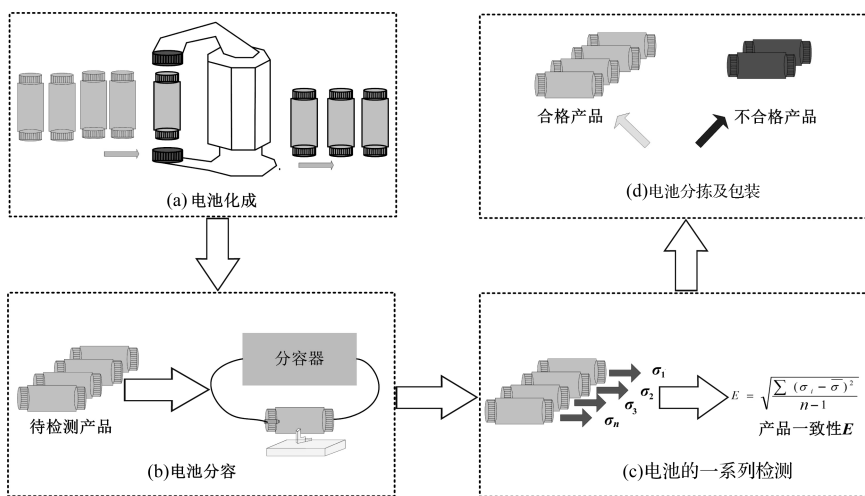 (a) 电池化成
待检测产品
分容器
(b)电池分容
σ1
σ2
σ3
σn
E = √(∑(σi − σ̄)² / (n−1))
产品一致性E
(c)电池的一系列检测
合格产品
不合格产品
(d)电池分拣及包装